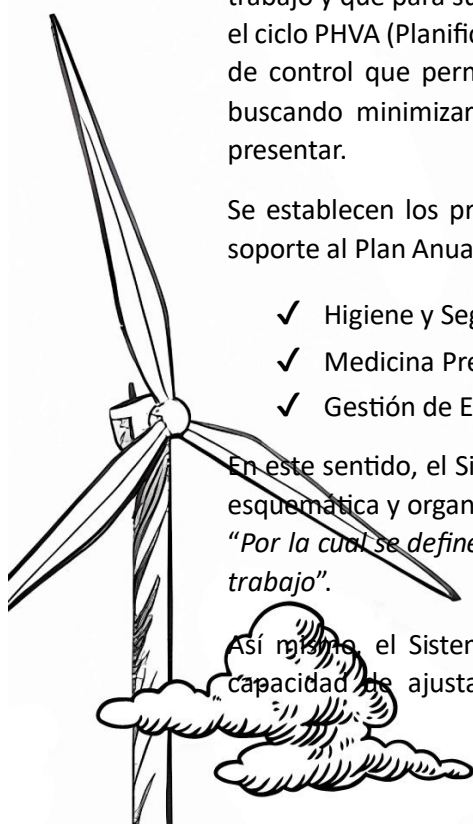 trabajo y que para su
el ciclo PHVA (Planific
de control que perm
buscando minimizar
presentar.
Se establecen los pr
soporte al Plan Anua
✓ Higiene y Seg
✓ Medicina Pre
✓ Gestión de E
En este sentido, el Si
esquemática y organ
“Por la cual se define
trabajo”.
Así mismo, el Sistem
capacidad de ajusta